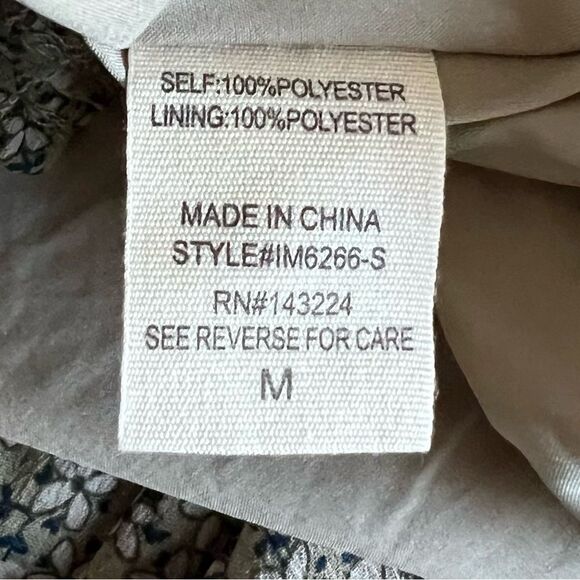 SELF:100%POLYESTER
LINING:100%POLYESTER
MADE IN CHINA
STYLE#IM6266-S
RN#143224
SEE REVERSE FOR CARE
M